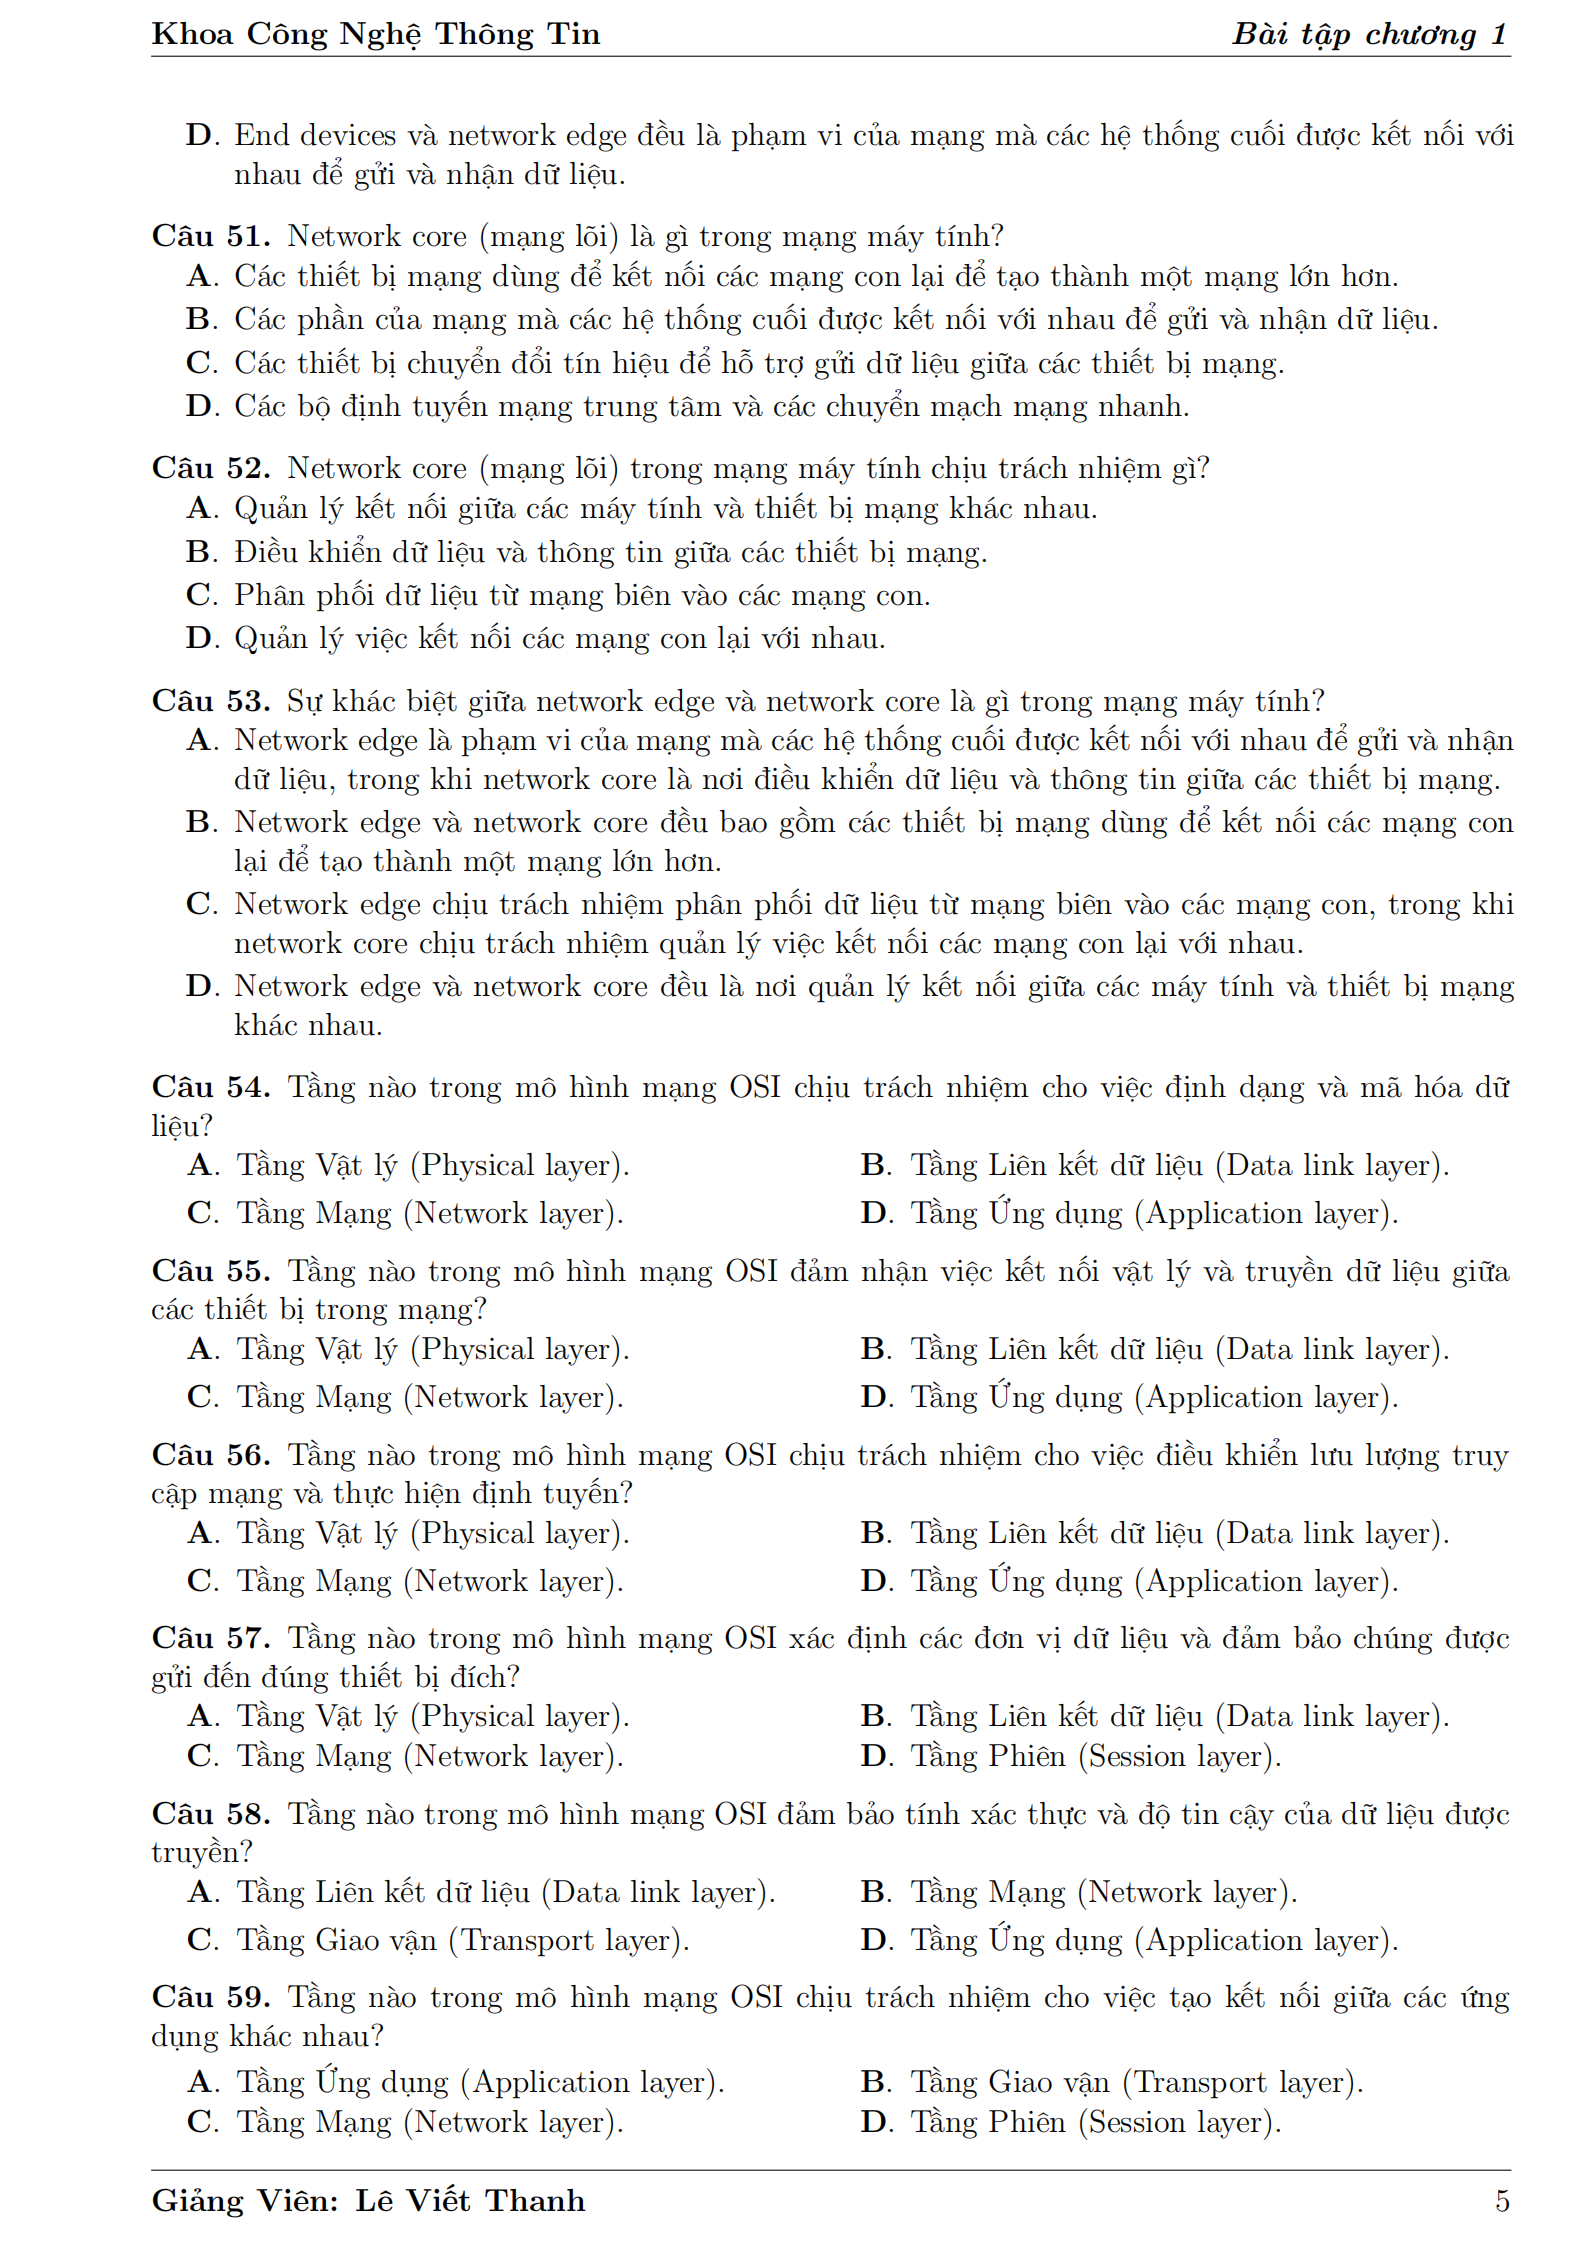 Khoa Công Nghệ Thông Tin Bài tập chương 1
D. End devices và network edge đều là phạm vi của mạng mà các hệ thống cuối được kết nối với
nhau để gửi và nhận dữ liệu.
Câu 51. Network core (mạng lõi) là gì trong mạng máy tính?
A. Các thiết bị mạng dùng để kết nối các mạng con lại để tạo thành một mạng lớn hơn.
B. Các phần của mạng mà các hệ thống cuối được kết nối với nhau để gửi và nhận dữ liệu.
C. Các thiết bị chuyển đổi tín hiệu để hỗ trợ gửi dữ liệu giữa các thiết bị mạng.
D. Các bộ định tuyến mạng trung tâm và các chuyển mạch mạng nhanh.
Câu 52. Network core (mạng lõi) trong mạng máy tính chịu trách nhiệm gì?
A. Quản lý kết nối giữa các máy tính và thiết bị mạng khác nhau.
B. Điều khiển dữ liệu và thông tin giữa các thiết bị mạng.
C. Phân phối dữ liệu từ mạng biên vào các mạng con.
D. Quản lý việc kết nối các mạng con lại với nhau.
Câu 53. Sự khác biệt giữa network edge và network core là gì trong mạng máy tính?
A. Network edge là phạm vi của mạng mà các hệ thống cuối được kết nối với nhau để gửi và nhận
dữ liệu, trong khi network core là nơi điều khiển dữ liệu và thông tin giữa các thiết bị mạng.
B. Network edge và network core đều bao gồm các thiết bị mạng dùng để kết nối các mạng con
lại để tạo thành một mạng lớn hơn.
C. Network edge chịu trách nhiệm phân phối dữ liệu từ mạng biên vào các mạng con, trong khi
network core chịu trách nhiệm quản lý việc kết nối các mạng con lại với nhau.
D. Network edge và network core đều là nơi quản lý kết nối giữa các máy tính và thiết bị mạng
khác nhau.
Câu 54. Tầng nào trong mô hình mạng OSI chịu trách nhiệm cho việc định dạng và mã hóa dữ
liệu?
A. Tầng Vật lý (Physical layer). B. Tầng Liên kết dữ liệu (Data link layer).
C. Tầng Mạng (Network layer). D. Tầng Ứng dụng (Application layer).
Câu 55. Tầng nào trong mô hình mạng OSI đảm nhận việc kết nối vật lý và truyền dữ liệu giữa
các thiết bị trong mạng?
A. Tầng Vật lý (Physical layer). B. Tầng Liên kết dữ liệu (Data link layer).
C. Tầng Mạng (Network layer). D. Tầng Ứng dụng (Application layer).
Câu 56. Tầng nào trong mô hình mạng OSI chịu trách nhiệm cho việc điều khiển lưu lượng truy
cập mạng và thực hiện định tuyến?
A. Tầng Vật lý (Physical layer). B. Tầng Liên kết dữ liệu (Data link layer).
C. Tầng Mạng (Network layer). D. Tầng Ứng dụng (Application layer).
Câu 57. Tầng nào trong mô hình mạng OSI xác định các đơn vị dữ liệu và đảm bảo chúng được
gửi đến đúng thiết bị đích?
A. Tầng Vật lý (Physical layer). B. Tầng Liên kết dữ liệu (Data link layer).
C. Tầng Mạng (Network layer). D. Tầng Phiên (Session layer).
Câu 58. Tầng nào trong mô hình mạng OSI đảm bảo tính xác thực và độ tin cậy của dữ liệu được
truyền?
A. Tầng Liên kết dữ liệu (Data link layer). B. Tầng Mạng (Network layer).
C. Tầng Giao vận (Transport layer). D. Tầng Ứng dụng (Application layer).
Câu 59. Tầng nào trong mô hình mạng OSI chịu trách nhiệm cho việc tạo kết nối giữa các ứng
dụng khác nhau?
A. Tầng Ứng dụng (Application layer). B. Tầng Giao vận (Transport layer).
C. Tầng Mạng (Network layer). D. Tầng Phiên (Session layer).
Giảng Viên: Lê Viết Thanh 5